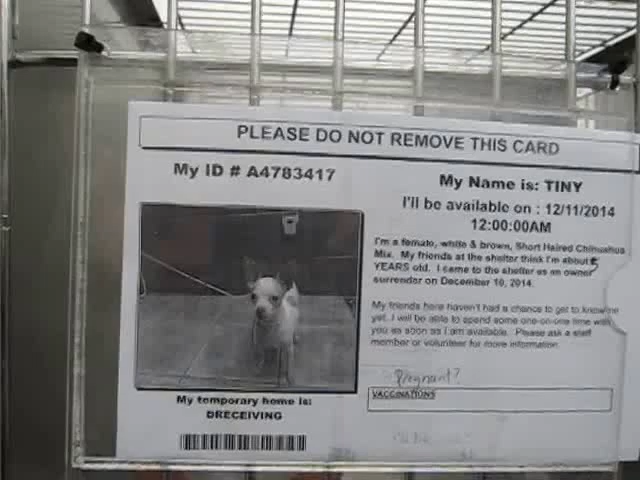 PLEASE DO NOT REMOVE THIS CARD
My ID # A4783417
My Name is: TINY
I'll be available on : 12/11/2014
12:00:00AM
I'm a female, white & brown, Short Haired Chihuahua
Mix. My friends at the shelter think I'm about 5
YEARS old. I came to the shelter as an owner
surrender on December 10, 2014.
My friends here haven't had a chance to get to know me
yet. I will be able to spend some one-on-one time with
you as soon as I am available. Please ask a staff
member or volunteer for more information.
Pregnant?
VACCINATIONS
My temporary home is:
DRECEIVING